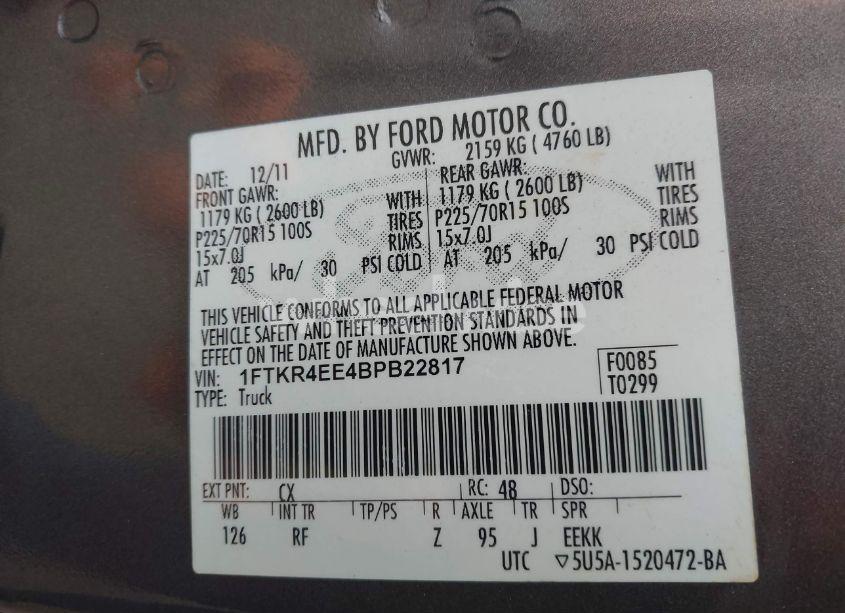 MFD. BY FORD MOTOR CO.
DATE: 12/11 GVWR: 2159 KG ( 4760 LB)
FRONT GAWR: REAR GAWR:
1179 KG ( 2600 LB) WITH 1179 KG ( 2600 LB) WITH
P225/70R15 100S TIRES P225/70R15 100S TIRES
15x7.0J RIMS 15x7.0J RIMS
AT 205 kPa/ 30 PSI COLD AT 205 kPa/ 30 PSI COLD
THIS VEHICLE CONFORMS TO ALL APPLICABLE FEDERAL MOTOR
VEHICLE SAFETY AND THEFT PREVENTION STANDARDS IN
EFFECT ON THE DATE OF MANUFACTURE SHOWN ABOVE.
VIN: 1FTKR4EE4BPB22817 F0085
TYPE: Truck T0299
EXT PNT: CX RC: 48 DSO:
WB INT TR TP/PS R AXLE TR SPR
126 RF Z 95 J EEKK
UTC ▽5U5A-1520472-BA